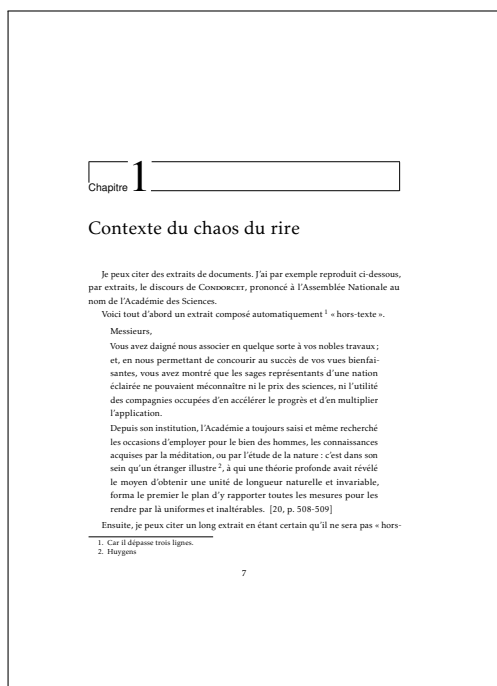 Chapitre 1
Contexte du chaos du rire
Je peux citer des extraits de documents. J'ai par exemple reproduit ci-dessous,
par extraits, le discours de Condorcet, prononcé à l'Assemblée Nationale au
nom de l'Académie des Sciences.
Voici tout d'abord un extrait composé automatiquement 1 « hors-texte ».
Messieurs,
Vous avez daigné nous associer en quelque sorte à vos nobles travaux ;
et, en nous permettant de concourir au succès de vos vues bienfai-
santes, vous avez montré que les sages représentants d'une nation
éclairée ne pouvaient méconnaître ni le prix des sciences, ni l'utilité
des compagnies occupées d'en accélérer le progrès et d'en multiplier
l'application.
Depuis son institution, l'Académie a toujours saisi et même recherché
les occasions d'employer pour le bien des hommes, les connaissances
acquises par la méditation, ou par l'étude de la nature : c'est dans son
sein qu'un étranger illustre 2, à qui une théorie profonde avait révélé
le moyen d'obtenir une unité de longueur naturelle et invariable,
forma le premier le plan d'y rapporter toutes les mesures pour les
rendre par là uniformes et inaltérables. [20, p. 508-509]
Ensuite, je peux citer un long extrait en étant certain qu'il ne sera pas « hors-
1. Car il dépasse trois lignes.
2. Huygens
7